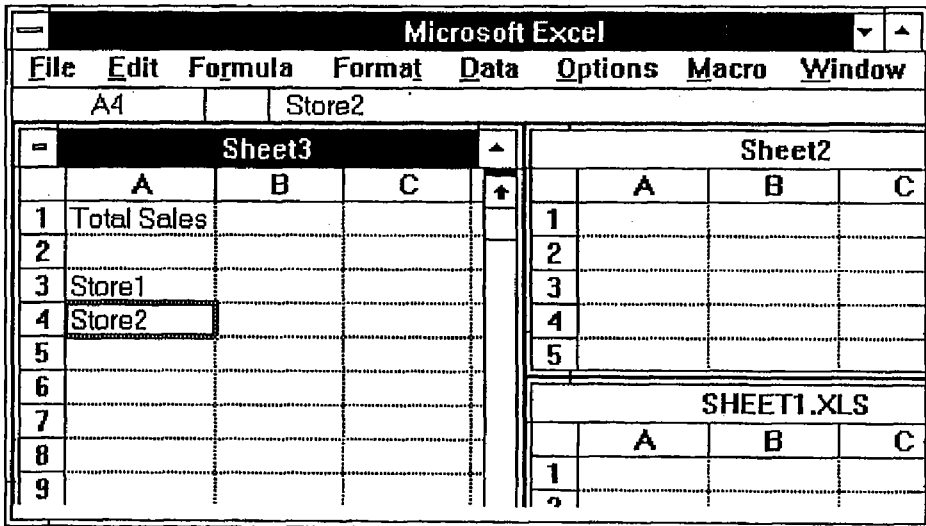 Microsoft Excel
File Edit Formula Format Data Options Macro Window
A4 Store2
Sheet3
A B C
1 Total Sales
2
3 Store1
4 Store2
5
6
7
8
9
Sheet2
A B C
1
2
3
4
5
SHEET1.XLS
A B C
1